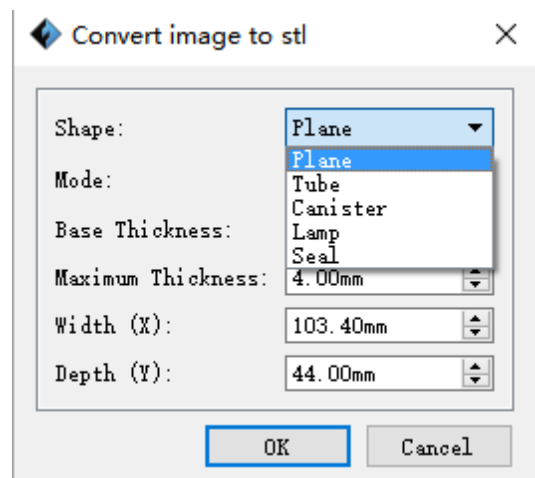 Convert image to stl
Shape: Plane
Plane
Mode: Tube
Canister
Base Thickness: Lamp
Seal
Maximum Thickness: 4.00mm
Width (X): 103.40mm
Depth (Y): 44.00mm
OK Cancel